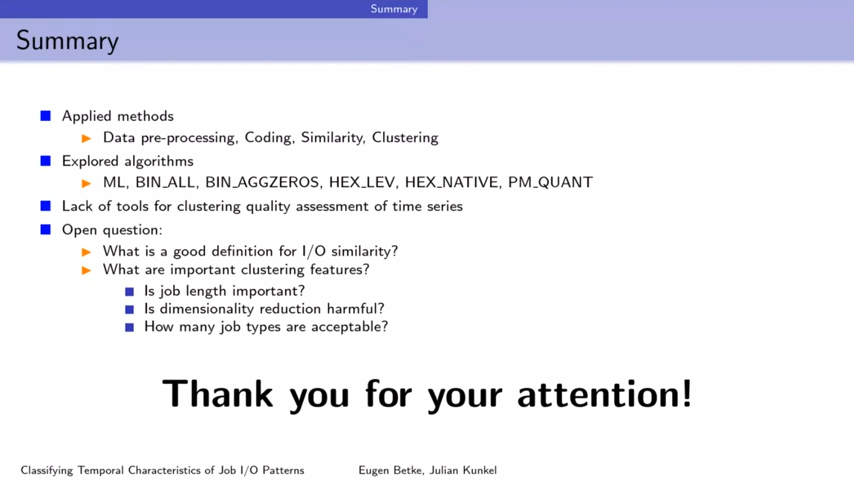 Summary
Summary
Applied methods
Data pre-processing, Coding, Similarity, Clustering
Explored algorithms
ML, BIN_ALL, BIN_AGGZEROS, HEX_LEV, HEX_NATIVE, PM_QUANT
Lack of tools for clustering quality assessment of time series
Open question:
What is a good definition for I/O similarity?
What are important clustering features?
Is job length important?
Is dimensionality reduction harmful?
How many job types are acceptable?
Thank you for your attention!
Classifying Temporal Characteristics of Job I/O Patterns Eugen Betke, Julian Kunkel